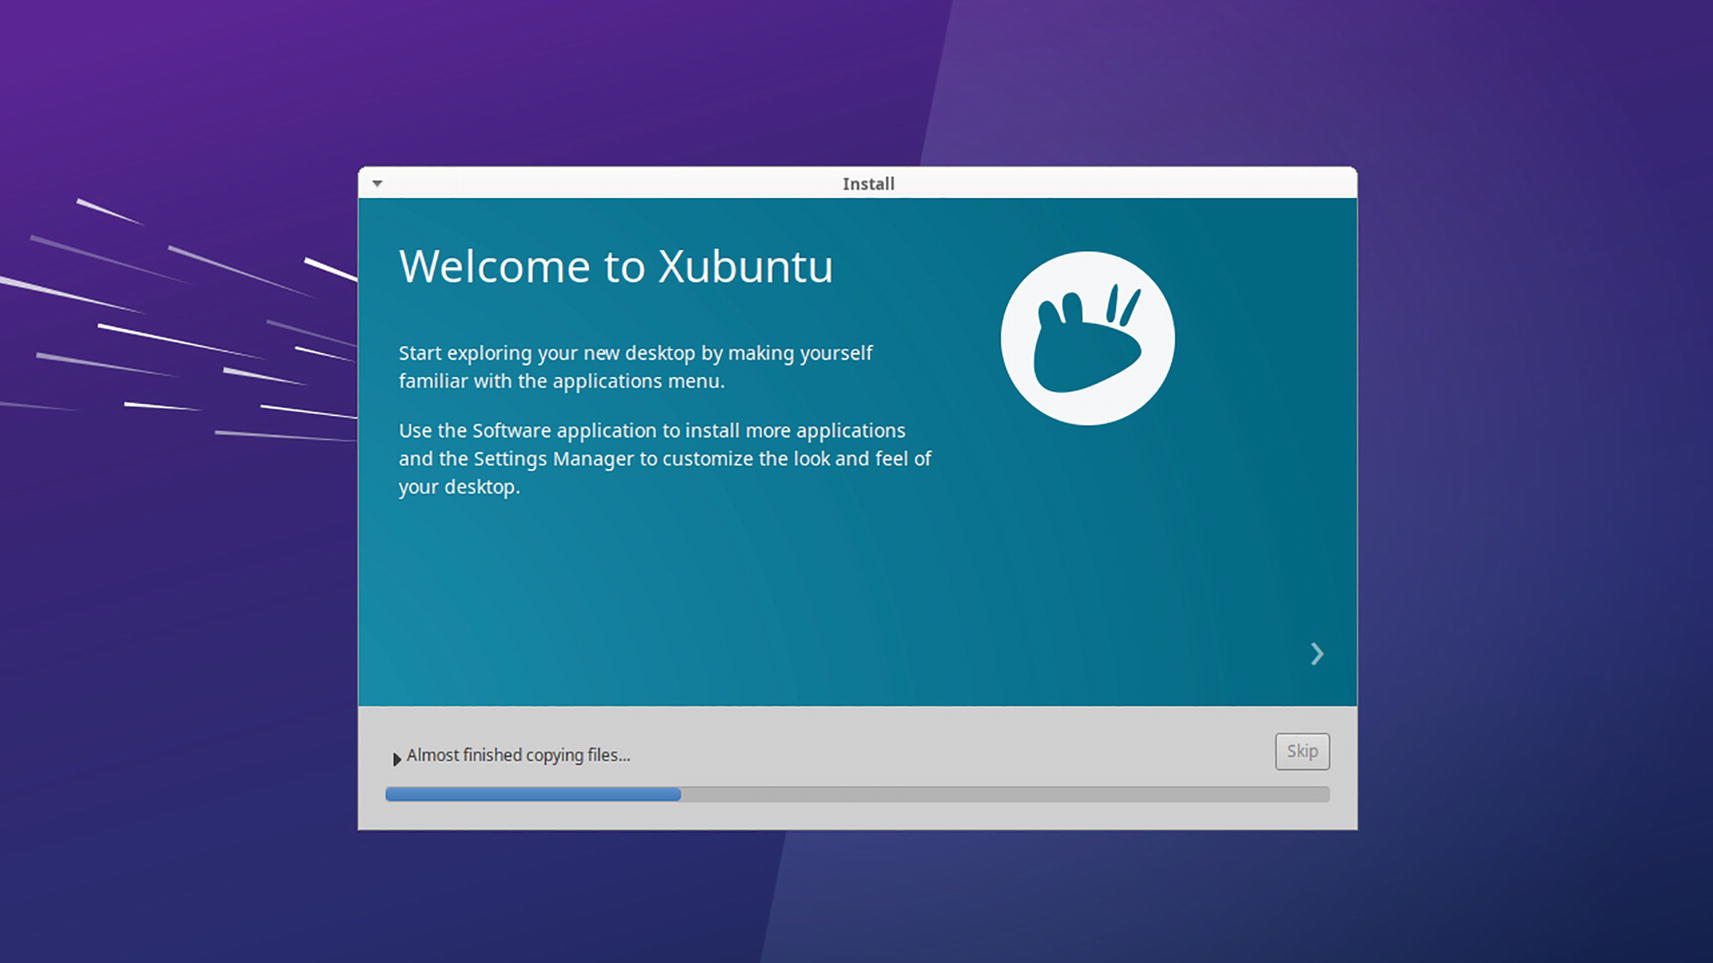 Install
Welcome to Xubuntu
Start exploring your new desktop by making yourself
familiar with the applications menu.
Use the Software application to install more applications
and the Settings Manager to customize the look and feel of
your desktop.
Almost finished copying files...
Skip